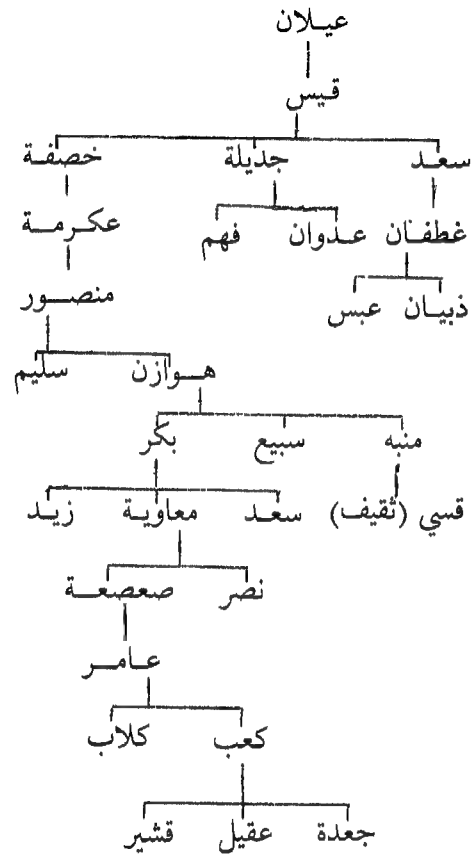 عيلان
قيس
سعد جديلة خصفة
غطفان عدوان فهم عكرمة
ذبيان عبس منصور
هوازن سليم
منبه سبيع بكر
قسي (ثقيف) سعد معاوية زيد
نصر صعصعة
عامر
كعب كلاب
جعدة عقيل قشير